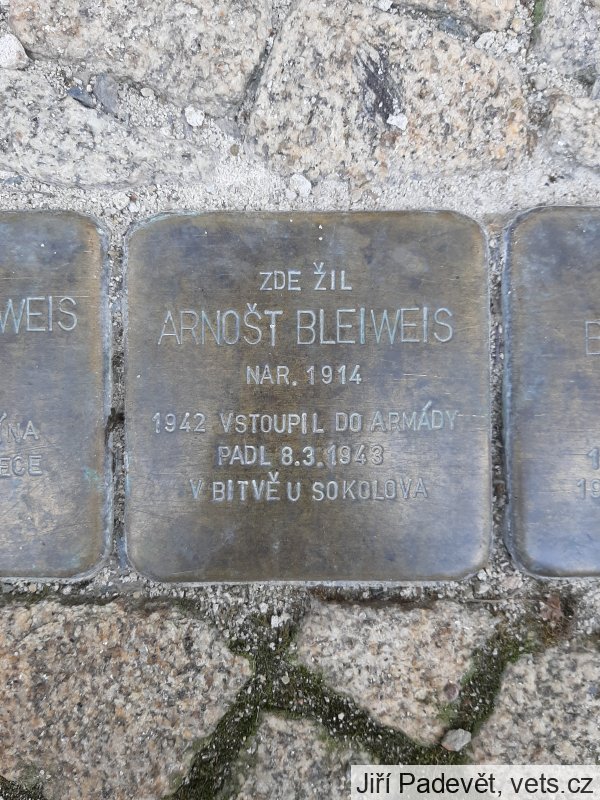 ZDE ŽIL
ARNOŠT BLEIWEIS
NAR. 1914
1942 VSTOUPIL DO ARMÁDY
PADL 8.3.1943
V BITVĚ U SOKOLOVA
WEIS
Jiří Padevět, vets.cz